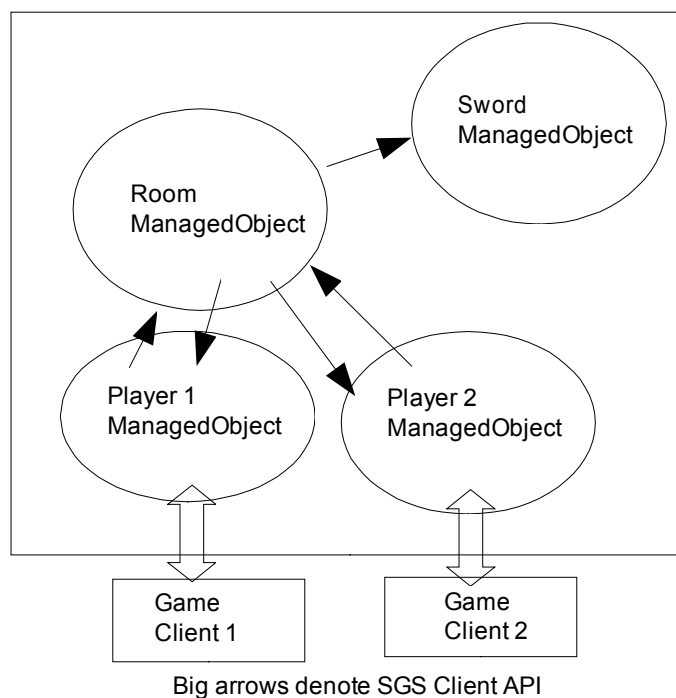 Sword
ManagedObject
Room
ManagedObject
Player 1
ManagedObject
Player 2
ManagedObject
Game
Client 1
Game
Client 2
Big arrows denote SGS Client API